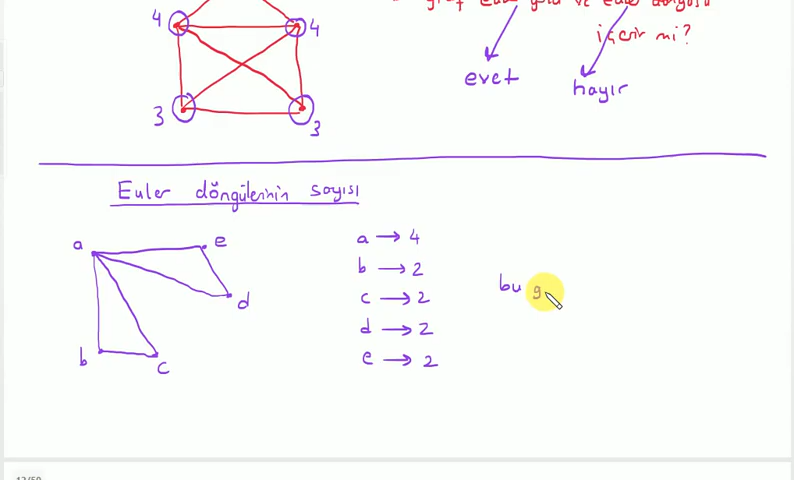 4
4
içerir mi?
evet
hayır
3
3
Euler döngülerinin sayısı
a
e
d
b
c
a → 4
b → 2
c → 2
d → 2
e → 2
bu g